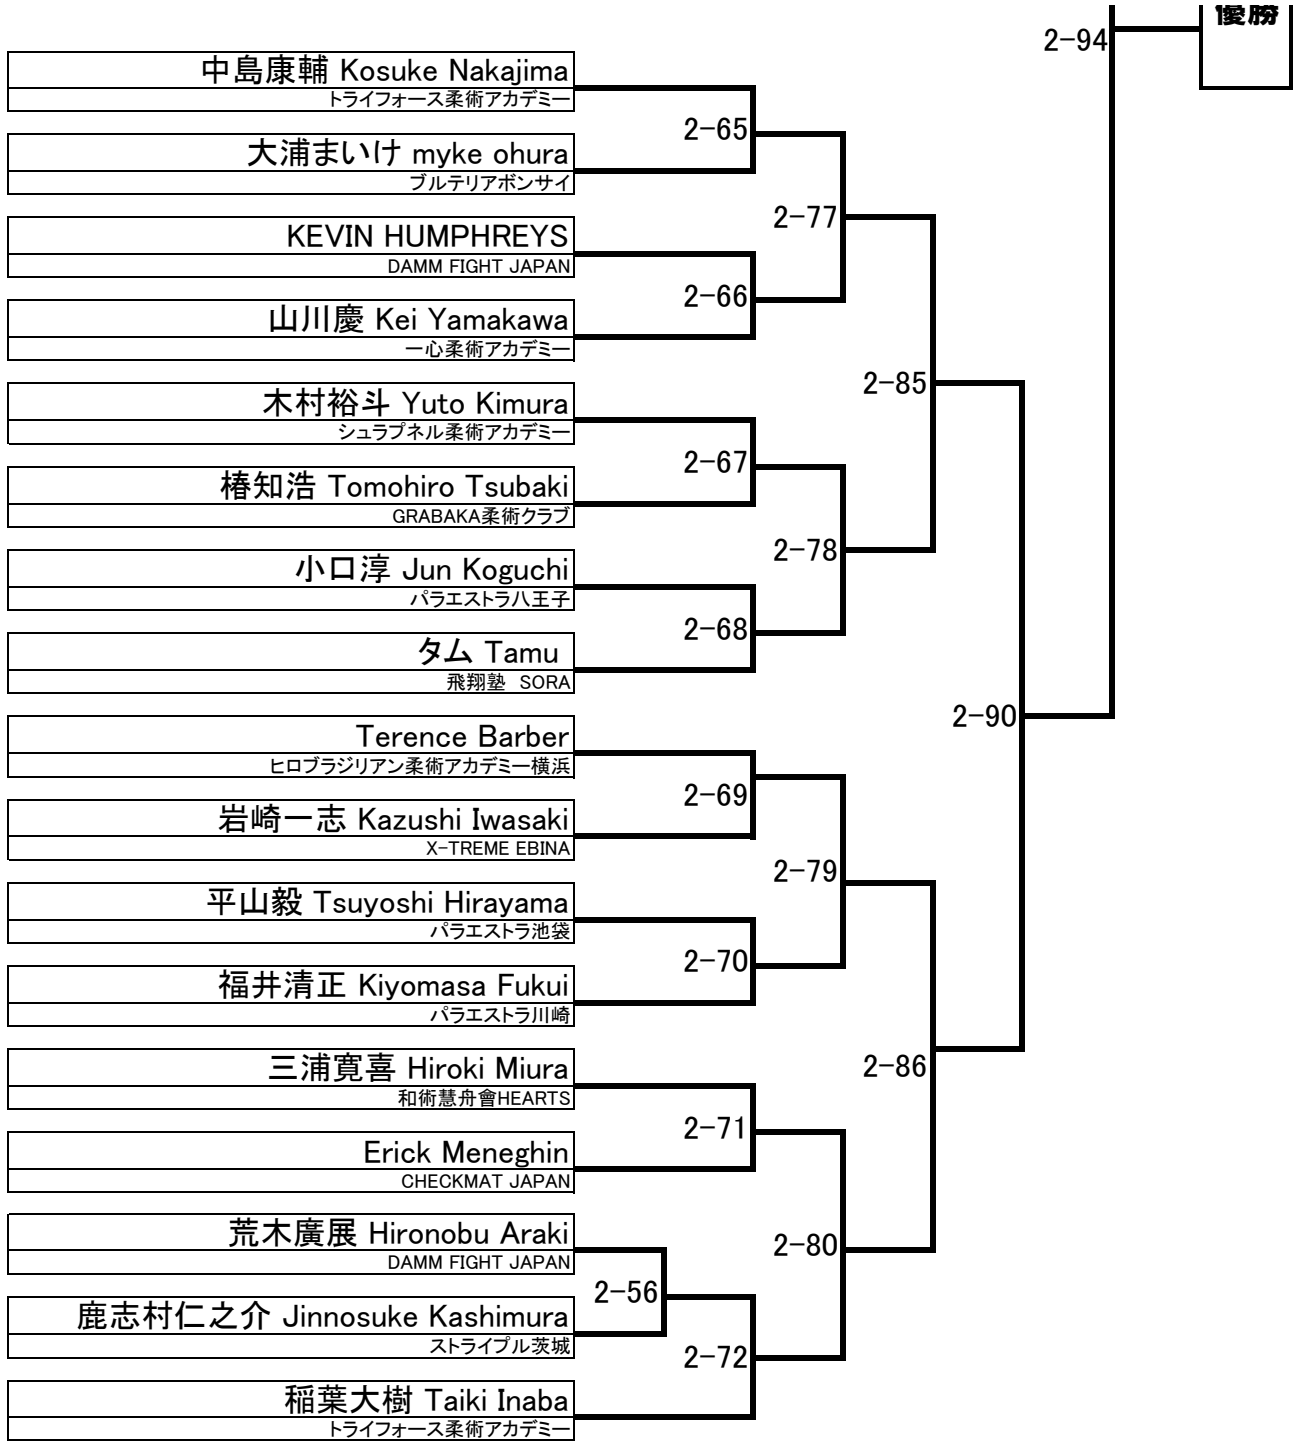 優勝
2-94
中島康輔 Kosuke Nakajima
トライフォース柔術アカデミー
2-65
大浦まいけ myke ohura
ブルテリアボンサイ
2-77
KEVIN HUMPHREYS
DAMM FIGHT JAPAN
2-66
山川慶 Kei Yamakawa
一心柔術アカデミー
2-85
木村裕斗 Yuto Kimura
シュラプネル柔術アカデミー
2-67
椿知浩 Tomohiro Tsubaki
GRABAKA柔術クラブ
2-78
小口淳 Jun Koguchi
パラエストラ八王子
2-68
タム Tamu
飛翔塾　SORA
2-90
Terence Barber
ヒロブラジリアン柔術アカデミー横浜
2-69
岩崎一志 Kazushi Iwasaki
X-TREME EBINA
2-79
平山毅 Tsuyoshi Hirayama
パラエストラ池袋
2-70
福井清正 Kiyomasa Fukui
パラエストラ川崎
2-86
三浦寛喜 Hiroki Miura
和術慧舟會HEARTS
2-71
Erick Meneghin
CHECKMAT JAPAN
2-80
荒木廣展 Hironobu Araki
DAMM FIGHT JAPAN
2-56
鹿志村仁之介 Jinnosuke Kashimura
ストライプル茨城
2-72
稲葉大樹 Taiki Inaba
トライフォース柔術アカデミー